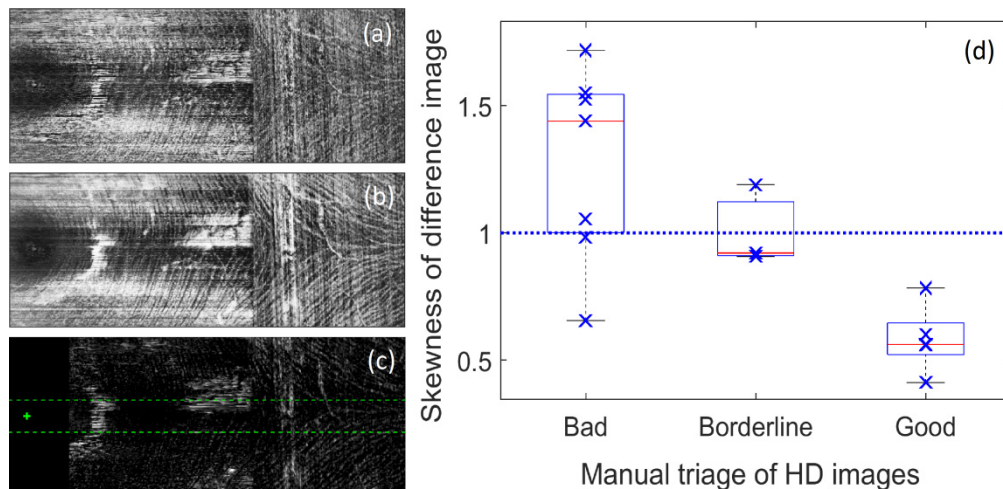 (a)
(b)
(c)
(d)
Skewness of difference image
1.5
1
0.5
Bad Borderline Good
Manual triage of HD images